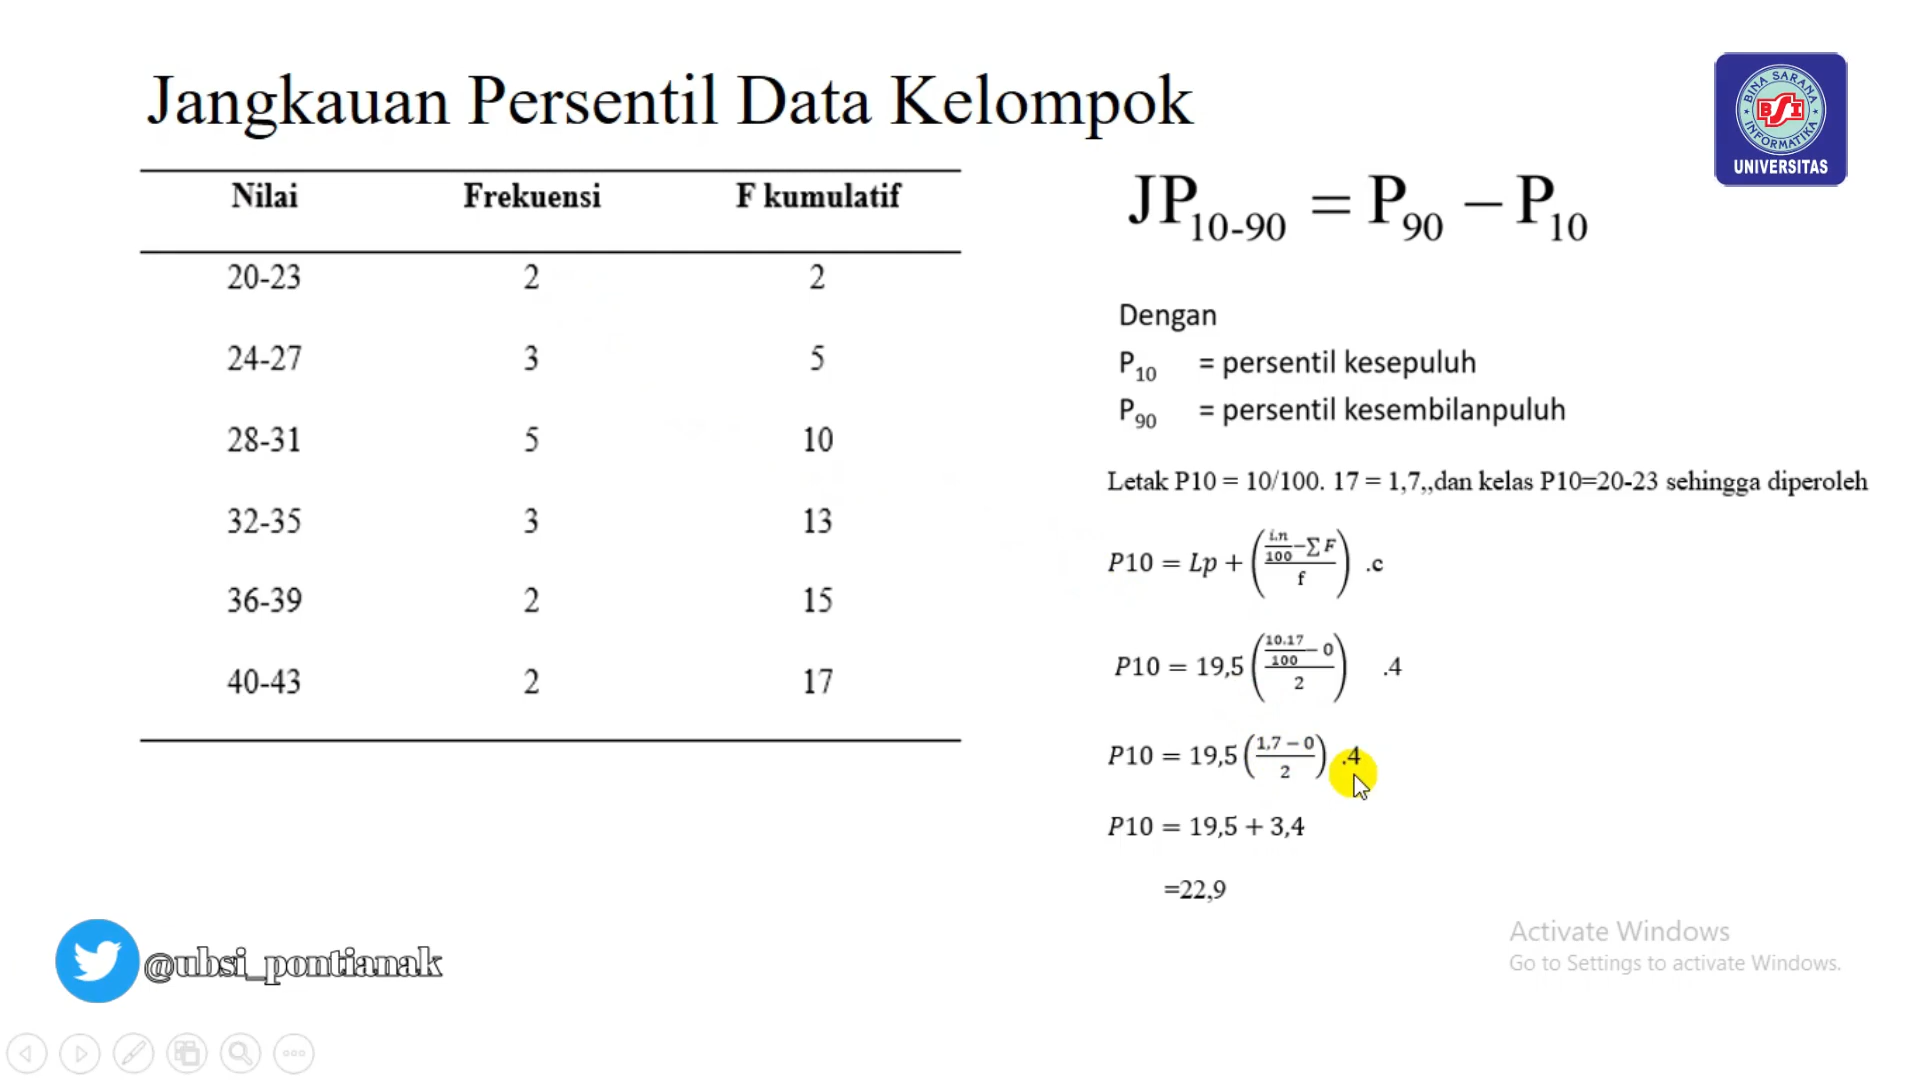 Jangkauan Persentil Data Kelompok
BINA SARANA
BSI
INFORMATIKA
UNIVERSITAS
Nilai Frekuensi F kumulatif
20-23 2 2
24-27 3 5
28-31 5 10
32-35 3 13
36-39 2 15
40-43 2 17
JP10-90 = P90 − P10
Dengan
P10 = persentil kesepuluh
P90 = persentil kesembilanpuluh
Letak P10 = 10/100. 17 = 1,7,,dan kelas P10=20-23 sehingga diperoleh
P10 = Lp + ((i.n/100 − ∑ F)/f) .c
P10 = 19,5 ((10.17/100 − 0)/2) .4
P10 = 19,5 ((1,7 − 0)/2) .4
P10 = 19,5 + 3,4
=22,9
@ubsi_pontianak
Activate Windows
Go to Settings to activate Windows.